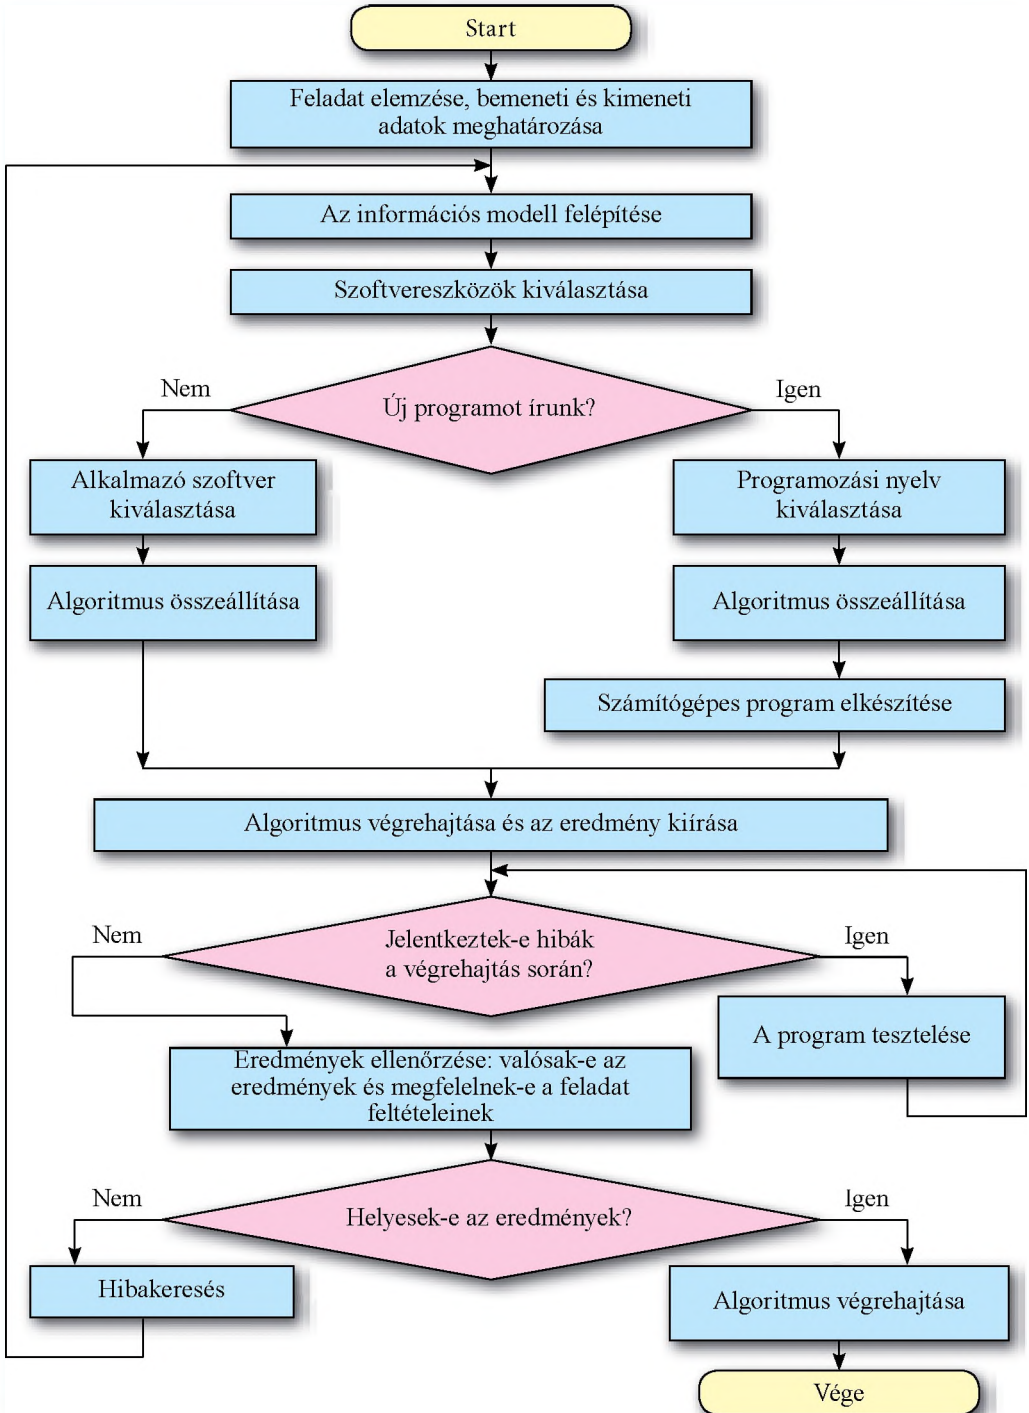 Start
Feladat elemzése, bemeneti és kimeneti
adatok meghatározása
Az információs modell felépítése
Szoftvereszközök kiválasztása
Nem
Új programot írunk?
Igen
Alkalmazó szoftver
kiválasztása
Programozási nyelv
kiválasztása
Algoritmus összeállítása
Algoritmus összeállítása
Számítógépes program elkészítése
Algoritmus végrehajtása és az eredmény kiírása
Nem
Jelentkeztek-e hibák
a végrehajtás során?
Igen
A program tesztelése
Eredmények ellenőrzése: valósak-e az
eredmények és megfelelnek-e a feladat
feltételeinek
Nem
Helyesek-e az eredmények?
Igen
Hibakeresés
Algoritmus végrehajtása
Vége